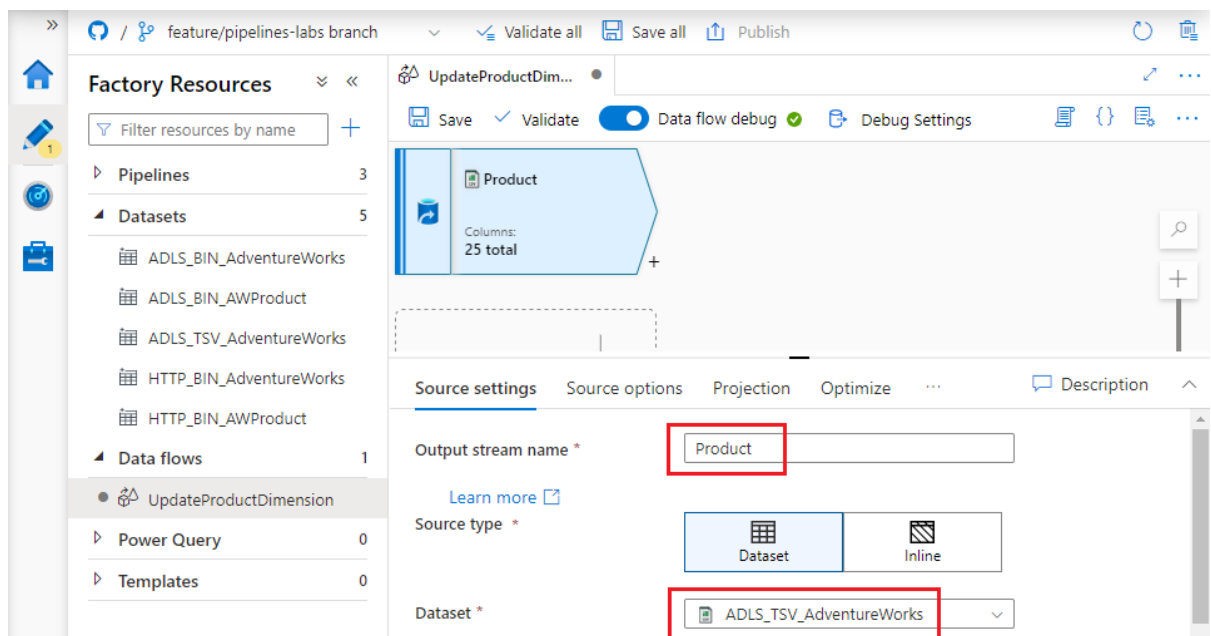 » / feature/pipelines-labs branch Validate all Save all Publish
Factory Resources «
UpdateProductDim... ● ...
Filter resources by name +
Save Validate Data flow debug Debug Settings {} ...
1
Pipelines 3
Datasets 5
ADLS_BIN_AdventureWorks
ADLS_BIN_AWProduct
ADLS_TSV_AdventureWorks
HTTP_BIN_AdventureWorks
HTTP_BIN_AWProduct
Data flows 1
● UpdateProductDimension
Power Query 0
Templates 0
Product
Columns:
25 total
+
Source settings Source options Projection Optimize ... Description
Output stream name * Product
Learn more
Source type * Dataset Inline
Dataset * ADLS_TSV_AdventureWorks